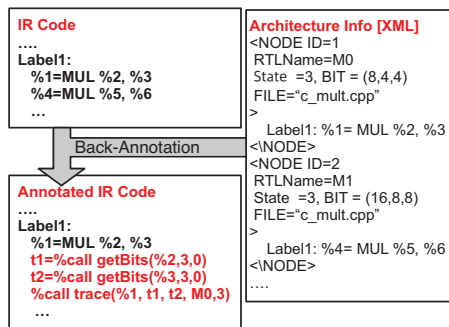 IR Code
....
Label1:
%1=MUL %2, %3
%4=MUL %5, %6
...
Back-Annotation
Annotated IR Code
....
Label1:
%1=MUL %2, %3
t1=%call getBits(%2,3,0)
t2=%call getBits(%3,3,0)
%call trace(%1, t1, t2, M0,3)
...
Architecture Info [XML]
<NODE ID=1
RTLName=M0
State =3, BIT = (8,4,4)
FILE=“c_mult.cpp”
>
Label1: %1= MUL %2, %3
<\NODE>
<NODE ID=2
RTLName=M1
State =3, BIT = (16,8,8)
FILE=“c_mult.cpp”
>
Label1: %4= MUL %5, %6
<\NODE>
....